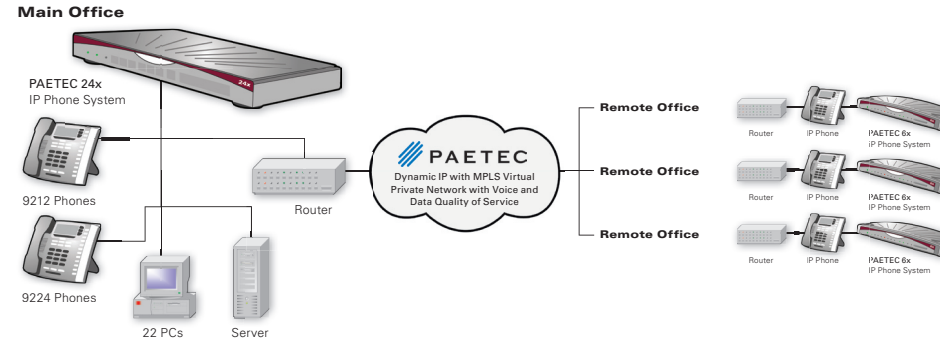 Main Office
24x
PAETEC 24x
IP Phone System
9212 Phones
9224 Phones
22 PCs
Server
Router
PAETEC
Dynamic IP with MPLS Virtual
Private Network with Voice and
Data Quality of Service
Remote Office
Router
IP Phone
PAETEC 6x
IP Phone System
Remote Office
Router
IP Phone
PAETEC 6x
IP Phone System
Remote Office
Router
IP Phone
PAETEC 6x
IP Phone System